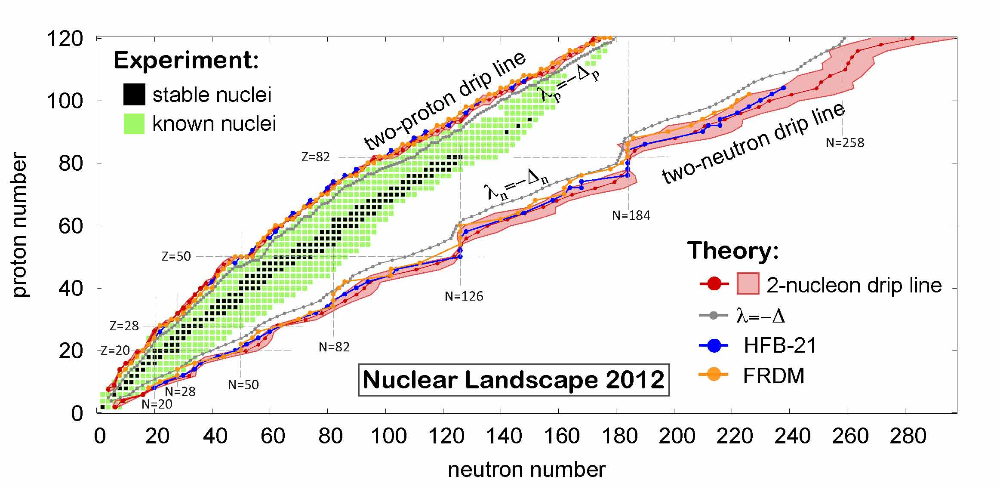 120
100
80
60
40
20
0
proton number
Experiment:
stable nuclei
known nuclei
two-proton drip line
λp=-Δp
Z=82
two-neutron drip line
N=258
λn=-Δn
N=184
Z=50
N=126
Z=28
Z=20
N=82
N=50
N=28
N=20
Theory:
2-nucleon drip line
λ=-Δ
HFB-21
FRDM
Nuclear Landscape 2012
0 20 40 60 80 100 120 140 160 180 200 220 240 260 280
neutron number